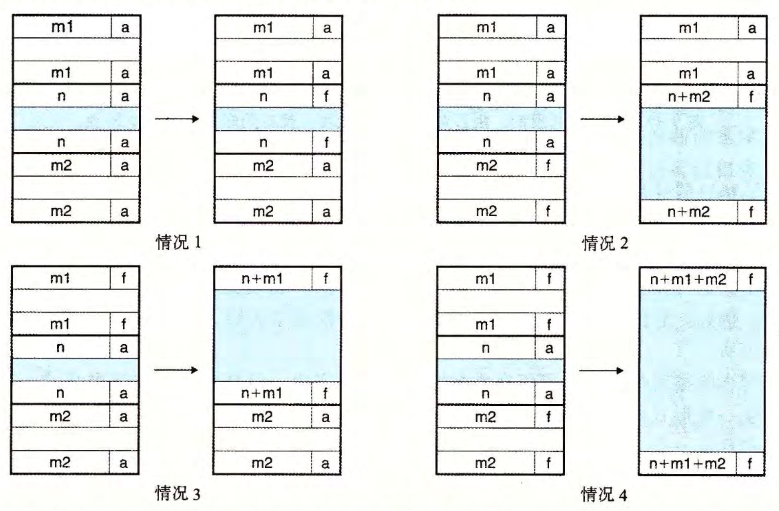 m1 a m1 a
m1 a m1 a
n a n f
n a n f
m2 a m2 a
m2 a m2 a
情况 1
m1 a m1 a
m1 a m1 a
n a n+m2 f
n a
m2 f
m2 f n+m2 f
情况 2
m1 f n+m1 f
m1 f
n a
n a n+m1 f
m2 a m2 a
m2 a m2 a
情况 3
m1 f n+m1+m2 f
m1 f
n a
n a
m2 f
m2 f n+m1+m2 f
情况 4